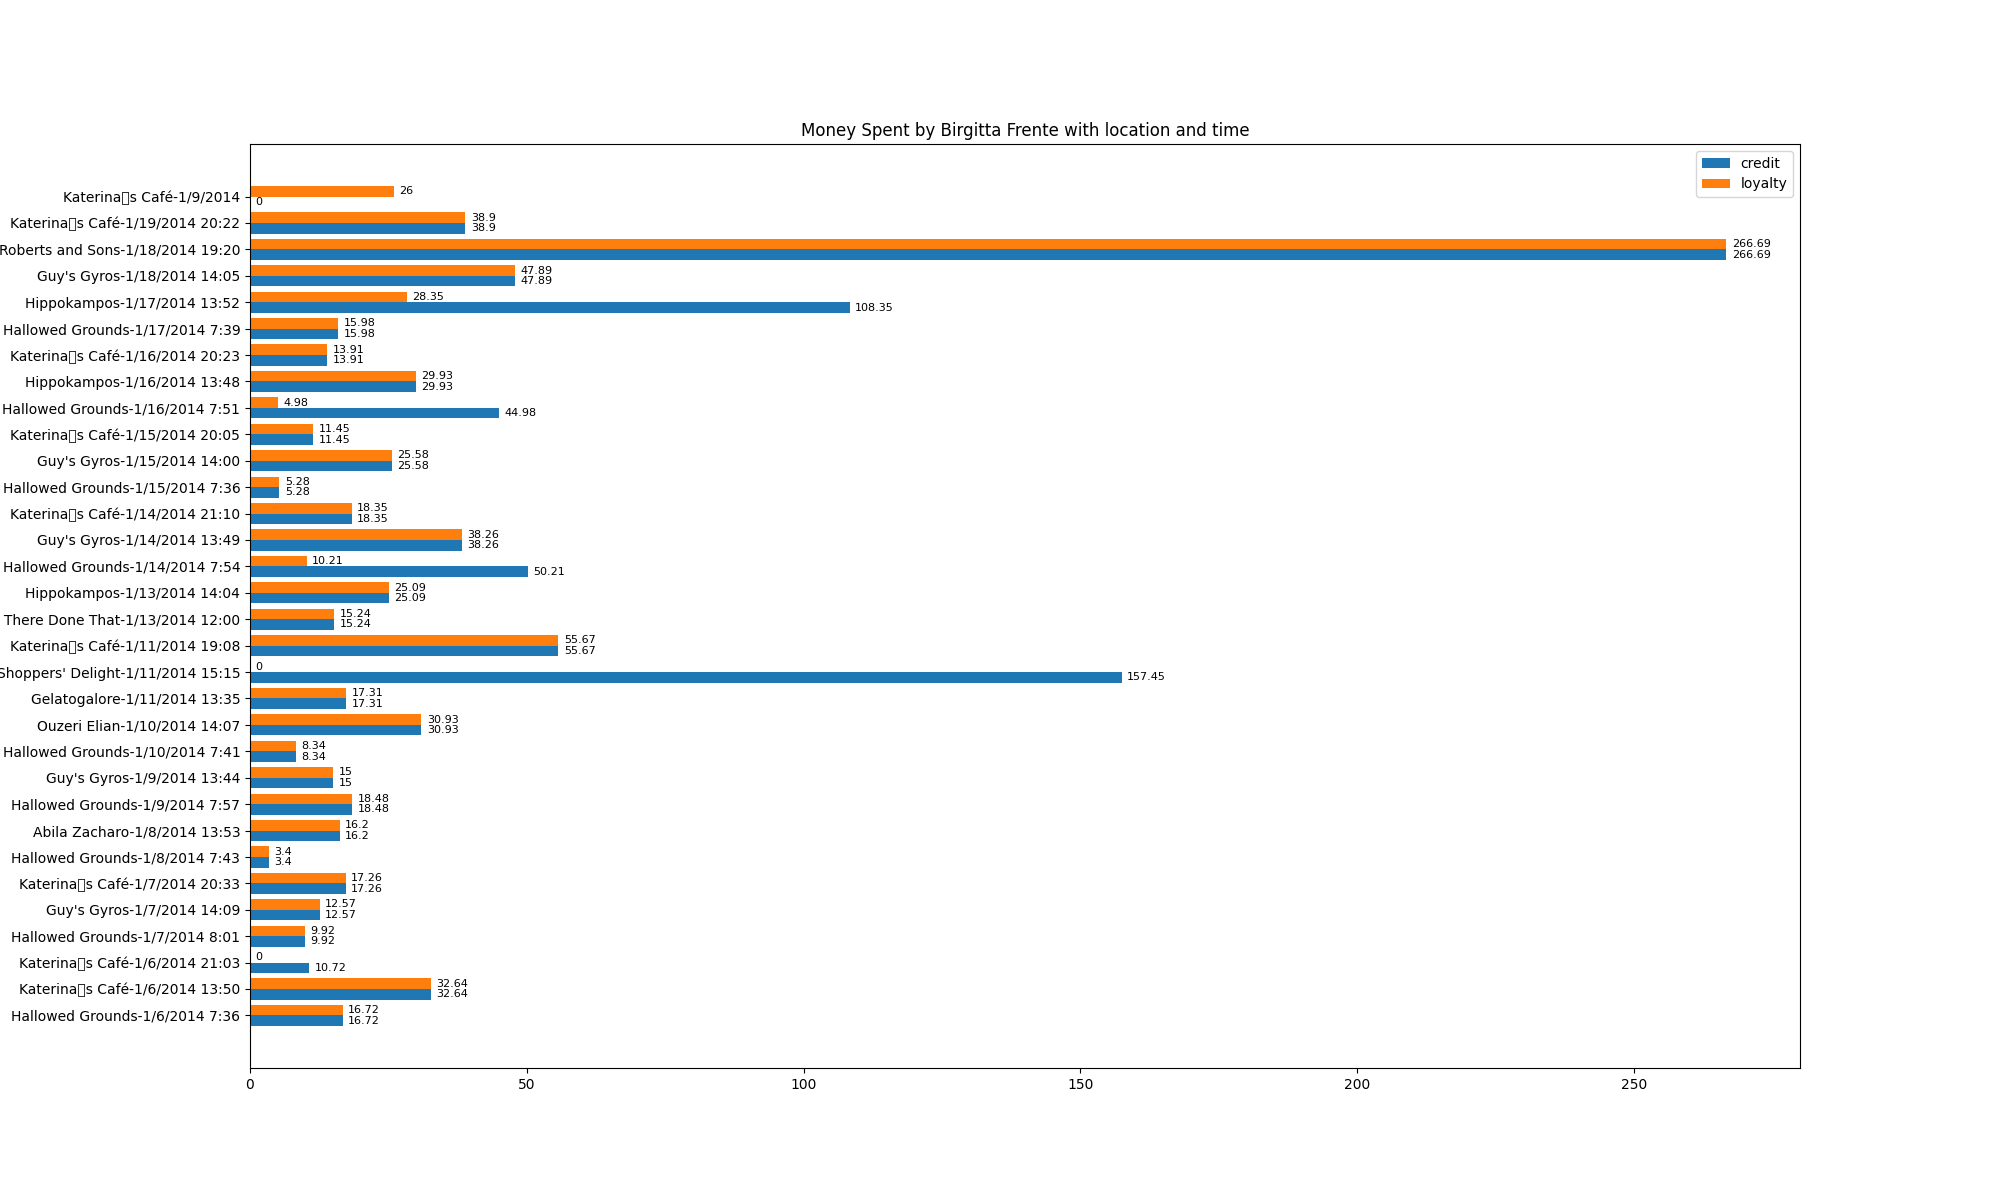 Money Spent by Birgitta Frente with location and time
credit
loyalty
Katerina▯s Café-1/9/2014
26
0
Katerina▯s Café-1/19/2014 20:22
38.9
38.9
Roberts and Sons-1/18/2014 19:20
266.69
266.69
Guy's Gyros-1/18/2014 14:05
47.89
47.89
Hippokampos-1/17/2014 13:52
28.35
108.35
Hallowed Grounds-1/17/2014 7:39
15.98
15.98
Katerina▯s Café-1/16/2014 20:23
13.91
13.91
Hippokampos-1/16/2014 13:48
29.93
29.93
Hallowed Grounds-1/16/2014 7:51
4.98
44.98
Katerina▯s Café-1/15/2014 20:05
11.45
11.45
Guy's Gyros-1/15/2014 14:00
25.58
25.58
Hallowed Grounds-1/15/2014 7:36
5.28
5.28
Katerina▯s Café-1/14/2014 21:10
18.35
18.35
Guy's Gyros-1/14/2014 13:49
38.26
38.26
Hallowed Grounds-1/14/2014 7:54
10.21
50.21
Hippokampos-1/13/2014 14:04
25.09
25.09
There Done That-1/13/2014 12:00
15.24
15.24
Katerina▯s Café-1/11/2014 19:08
55.67
55.67
Shoppers' Delight-1/11/2014 15:15
0
157.45
Gelatogalore-1/11/2014 13:35
17.31
17.31
Ouzeri Elian-1/10/2014 14:07
30.93
30.93
Hallowed Grounds-1/10/2014 7:41
8.34
8.34
Guy's Gyros-1/9/2014 13:44
15
15
Hallowed Grounds-1/9/2014 7:57
18.48
18.48
Abila Zacharo-1/8/2014 13:53
16.2
16.2
Hallowed Grounds-1/8/2014 7:43
3.4
3.4
Katerina▯s Café-1/7/2014 20:33
17.26
17.26
Guy's Gyros-1/7/2014 14:09
12.57
12.57
Hallowed Grounds-1/7/2014 8:01
9.92
9.92
Katerina▯s Café-1/6/2014 21:03
0
10.72
Katerina▯s Café-1/6/2014 13:50
32.64
32.64
Hallowed Grounds-1/6/2014 7:36
16.72
16.72
0 50 100 150 200 250